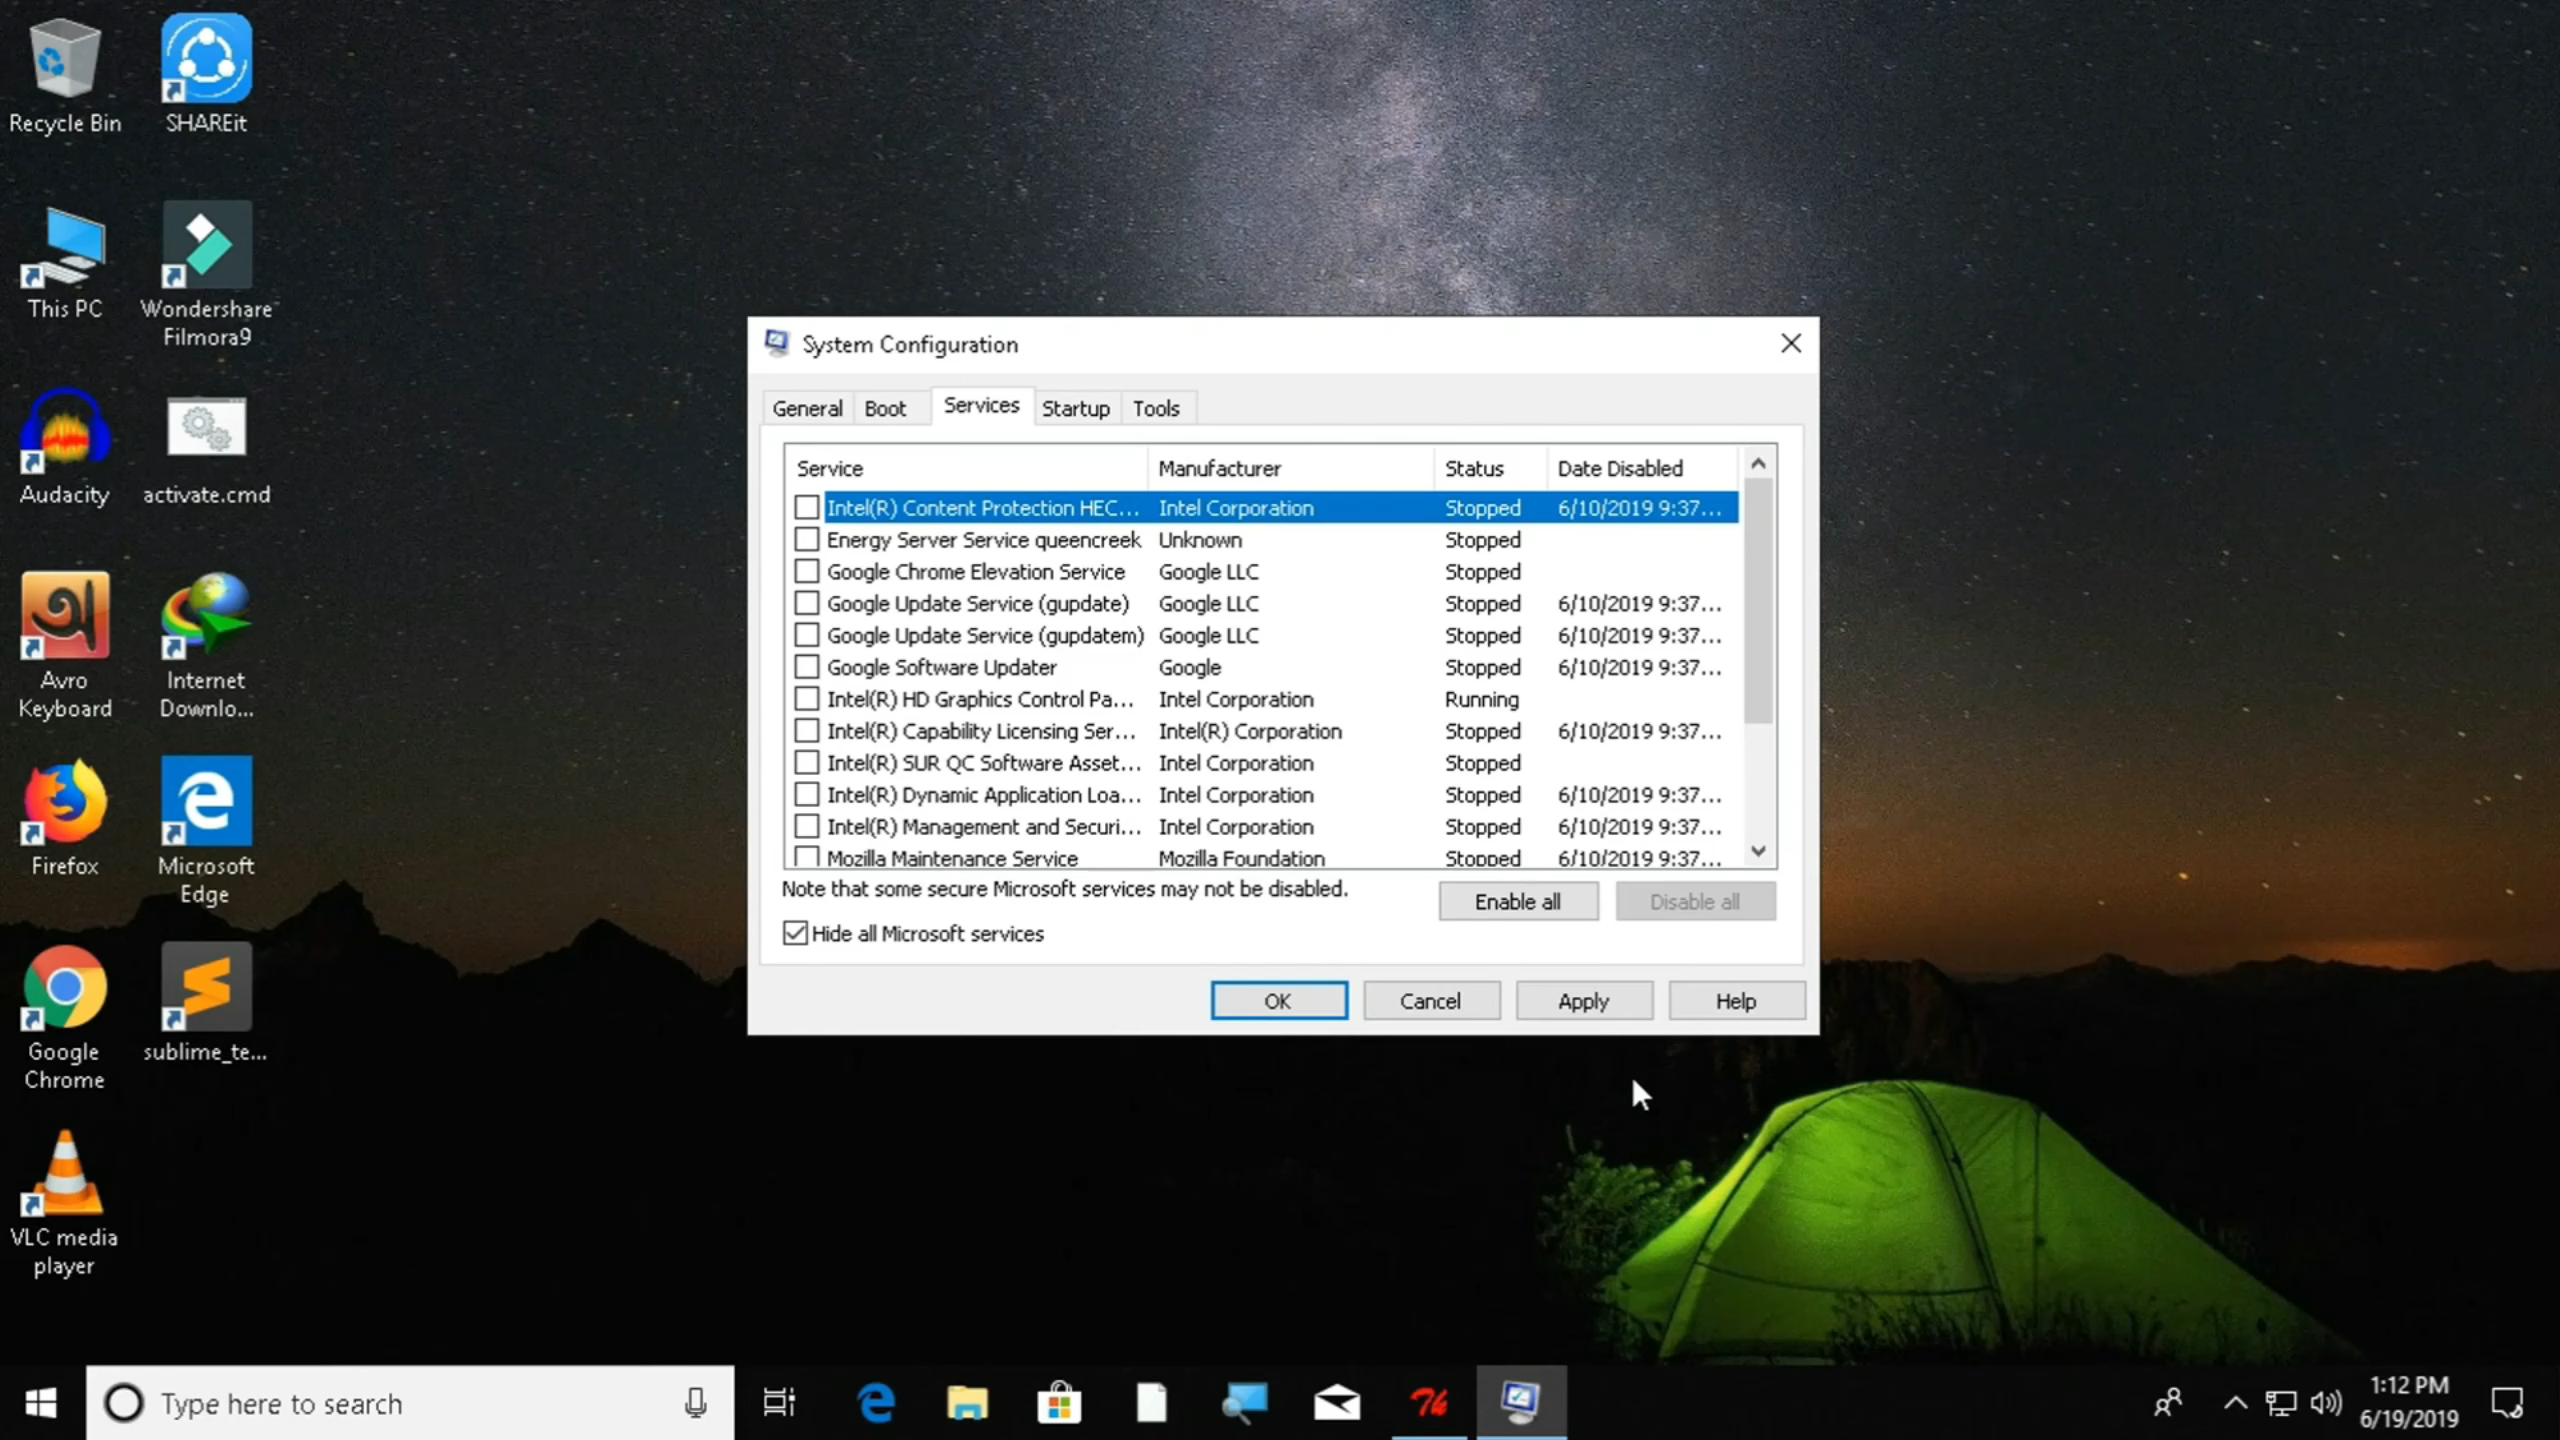 Recycle Bin
SHAREit
This PC
Wondershare
Filmora9
Audacity
activate.cmd
Avro
Keyboard
Internet
Downlo...
Firefox
Microsoft
Edge
Google
Chrome
sublime_te...
VLC media
player
System Configuration
General Boot Services Startup Tools
Service Manufacturer Status Date Disabled
Intel(R) Content Protection HEC... Intel Corporation Stopped 6/10/2019 9:37...
Energy Server Service queencreek Unknown Stopped
Google Chrome Elevation Service Google LLC Stopped
Google Update Service (gupdate) Google LLC Stopped 6/10/2019 9:37...
Google Update Service (gupdatem) Google LLC Stopped 6/10/2019 9:37...
Google Software Updater Google Stopped 6/10/2019 9:37...
Intel(R) HD Graphics Control Pa... Intel Corporation Running
Intel(R) Capability Licensing Ser... Intel(R) Corporation Stopped 6/10/2019 9:37...
Intel(R) SUR QC Software Asset... Intel Corporation Stopped
Intel(R) Dynamic Application Loa... Intel Corporation Stopped 6/10/2019 9:37...
Intel(R) Management and Securi... Intel Corporation Stopped 6/10/2019 9:37...
Mozilla Maintenance Service Mozilla Foundation Stopped 6/10/2019 9:37...
Note that some secure Microsoft services may not be disabled.
Enable all Disable all
Hide all Microsoft services
OK Cancel Apply Help
Type here to search
1:12 PM
6/19/2019